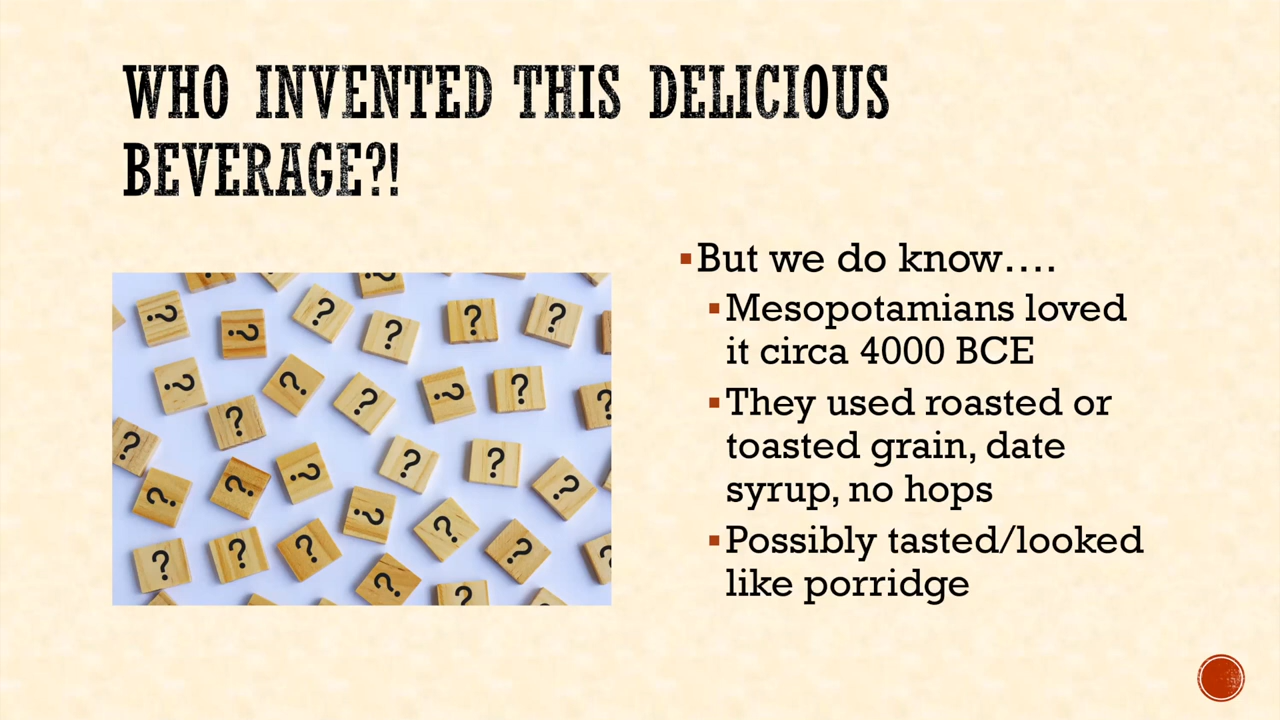 WHO INVENTED THIS DELICIOUS
BEVERAGE?!
But we do know....
Mesopotamians loved
it circa 4000 BCE
They used roasted or
toasted grain, date
syrup, no hops
Possibly tasted/looked
like porridge